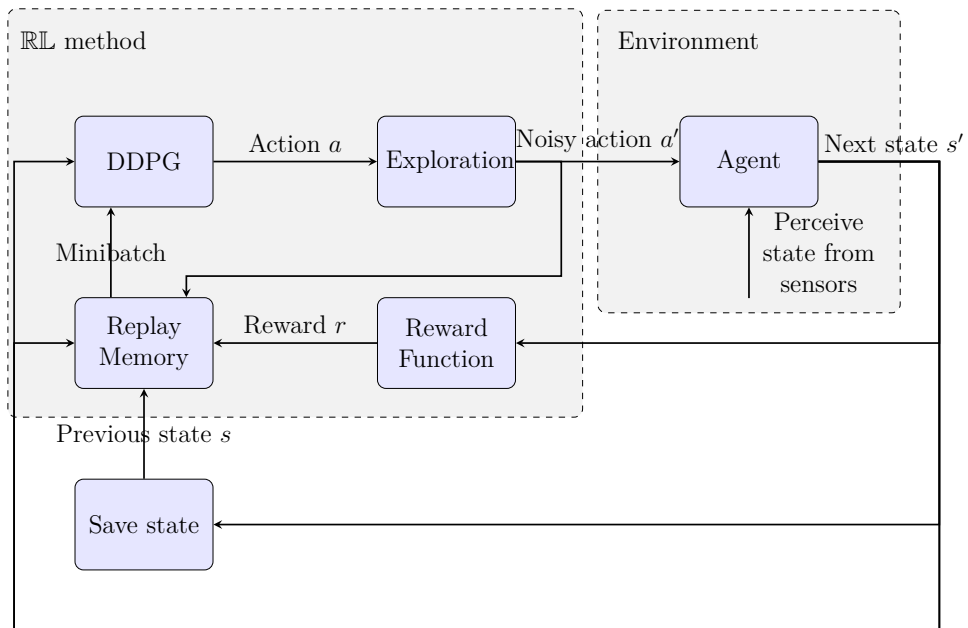 ℝ𝕃 method
Environment
Action a
Noisy action a′
Next state s′
DDPG
Exploration
Agent
Perceive
state from
sensors
Minibatch
Replay
Memory
Reward r
Reward
Function
Previous state s
Save state